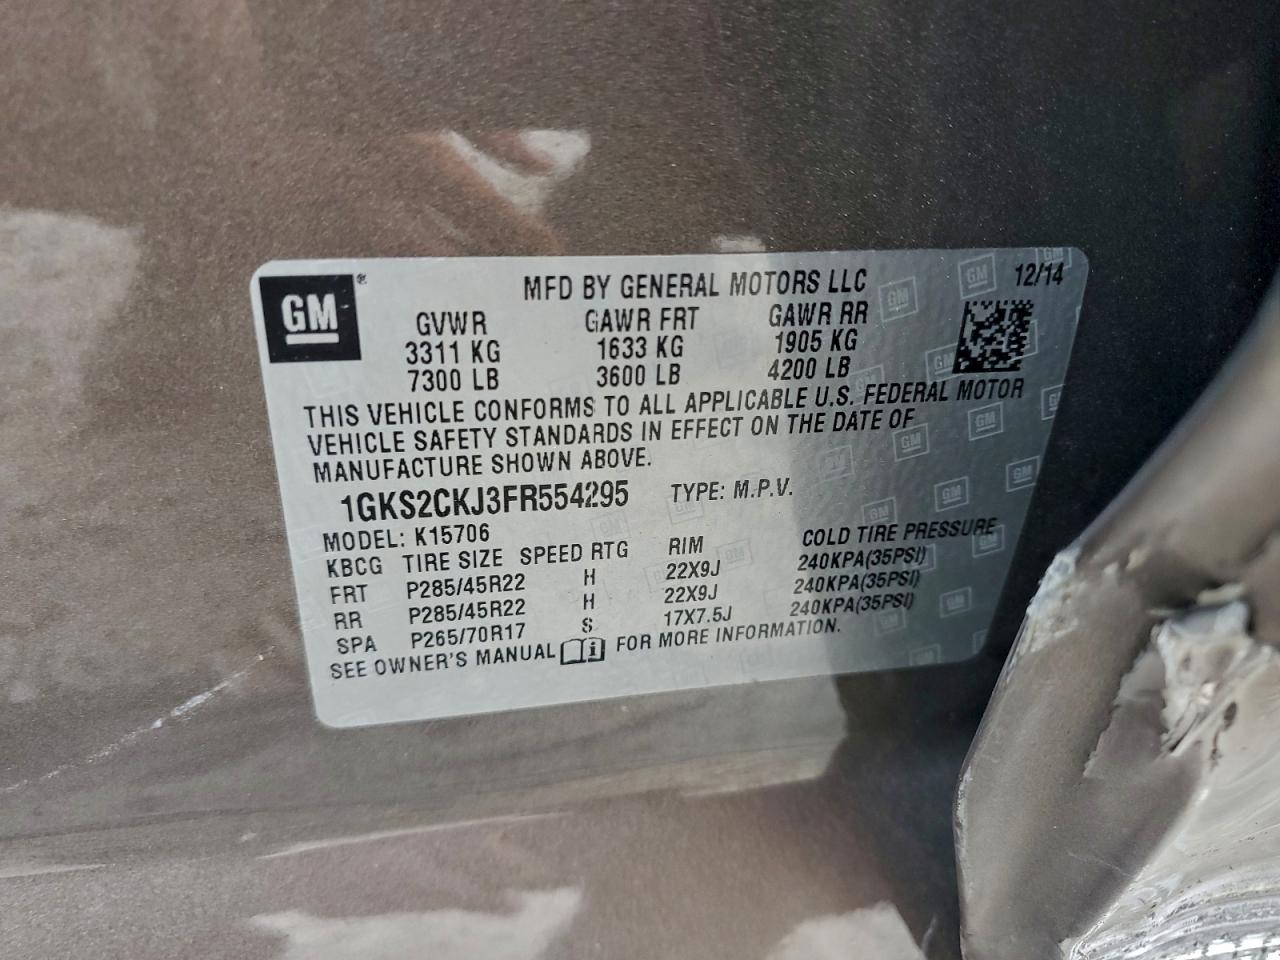 GM®
MFD BY GENERAL MOTORS LLC 12/14
GVWR GAWR FRT GAWR RR
3311 KG 1633 KG 1905 KG
7300 LB 3600 LB 4200 LB
THIS VEHICLE CONFORMS TO ALL APPLICABLE U.S. FEDERAL MOTOR
VEHICLE SAFETY STANDARDS IN EFFECT ON THE DATE OF
MANUFACTURE SHOWN ABOVE.
1GKS2CKJ3FR554295 TYPE: M.P.V.
MODEL: K15706
KBCG TIRE SIZE SPEED RTG RIM COLD TIRE PRESSURE
FRT P285/45R22 H 22X9J 240KPA(35PSI)
RR P285/45R22 H 22X9J 240KPA(35PSI)
SPA P265/70R17 S 17X7.5J 240KPA(35PSI)
SEE OWNER'S MANUAL FOR MORE INFORMATION.